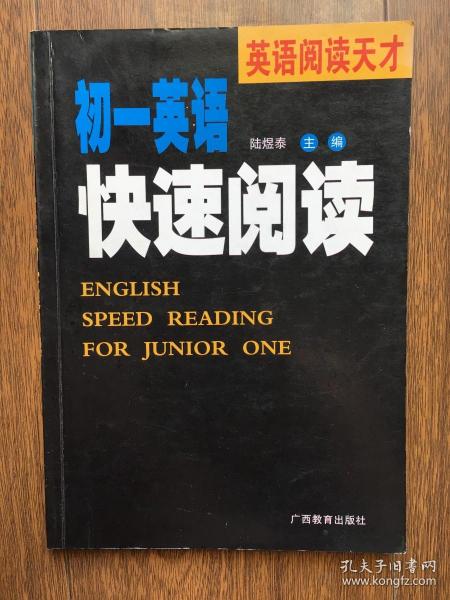 英语阅读天才
初一英语
陆煜泰 主编
快速阅读
ENGLISH
SPEED READING
FOR JUNIOR ONE
广西教育出版社
孔夫子旧书网
www.kongfz.com